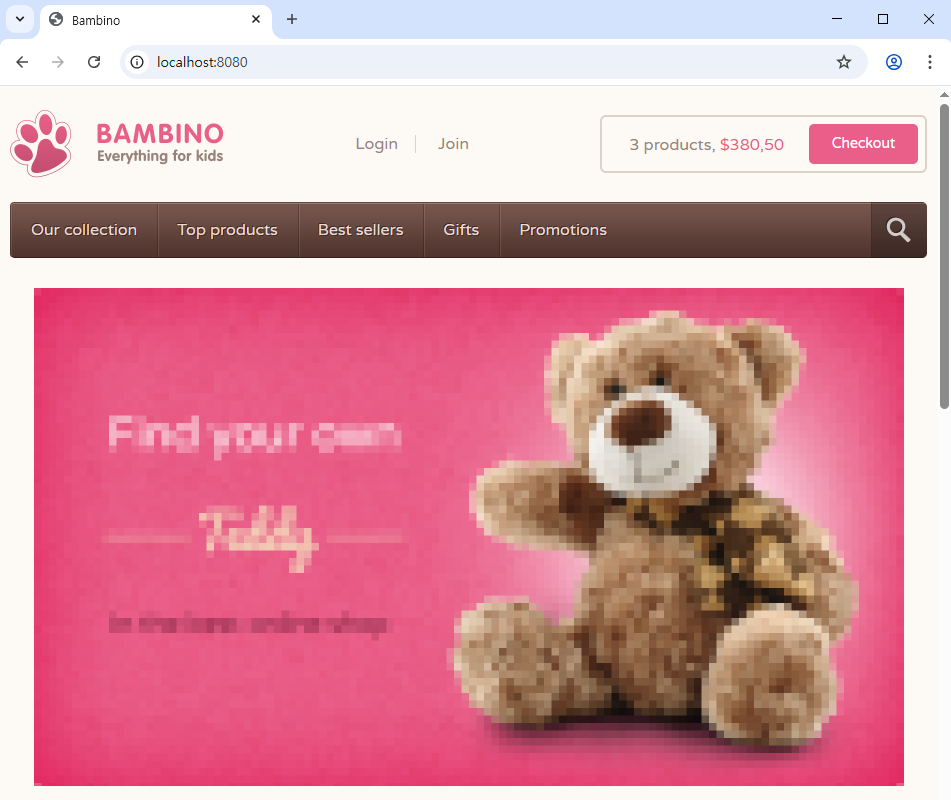 Bambino
localhost:8080
BAMBINO
Everything for kids
Login
Join
3 products, $380,50
Checkout
Our collection
Top products
Best sellers
Gifts
Promotions
Find your own
Teddy